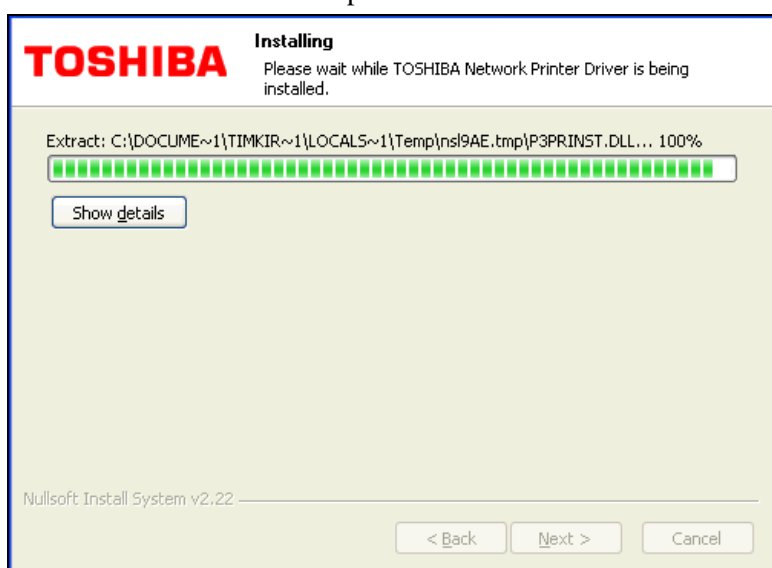 TOSHIBA
Installing
Please wait while TOSHIBA Network Printer Driver is being
installed.
Extract: C:\DOCUME~1\TIMKIR~1\LOCALS~1\Temp\nsl9AE.tmp\P3PRINST.DLL... 100%
Show details
Nullsoft Install System v2.22
< Back Next > Cancel